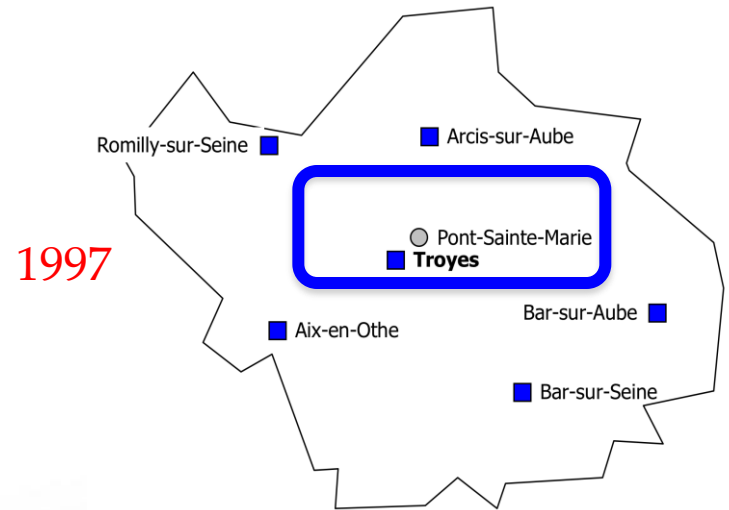 Arcis-sur-Aube
Romilly-sur-Seine
Pont-Sainte-Marie
Troyes
1997
Bar-sur-Aube
Aix-en-Othe
Bar-sur-Seine